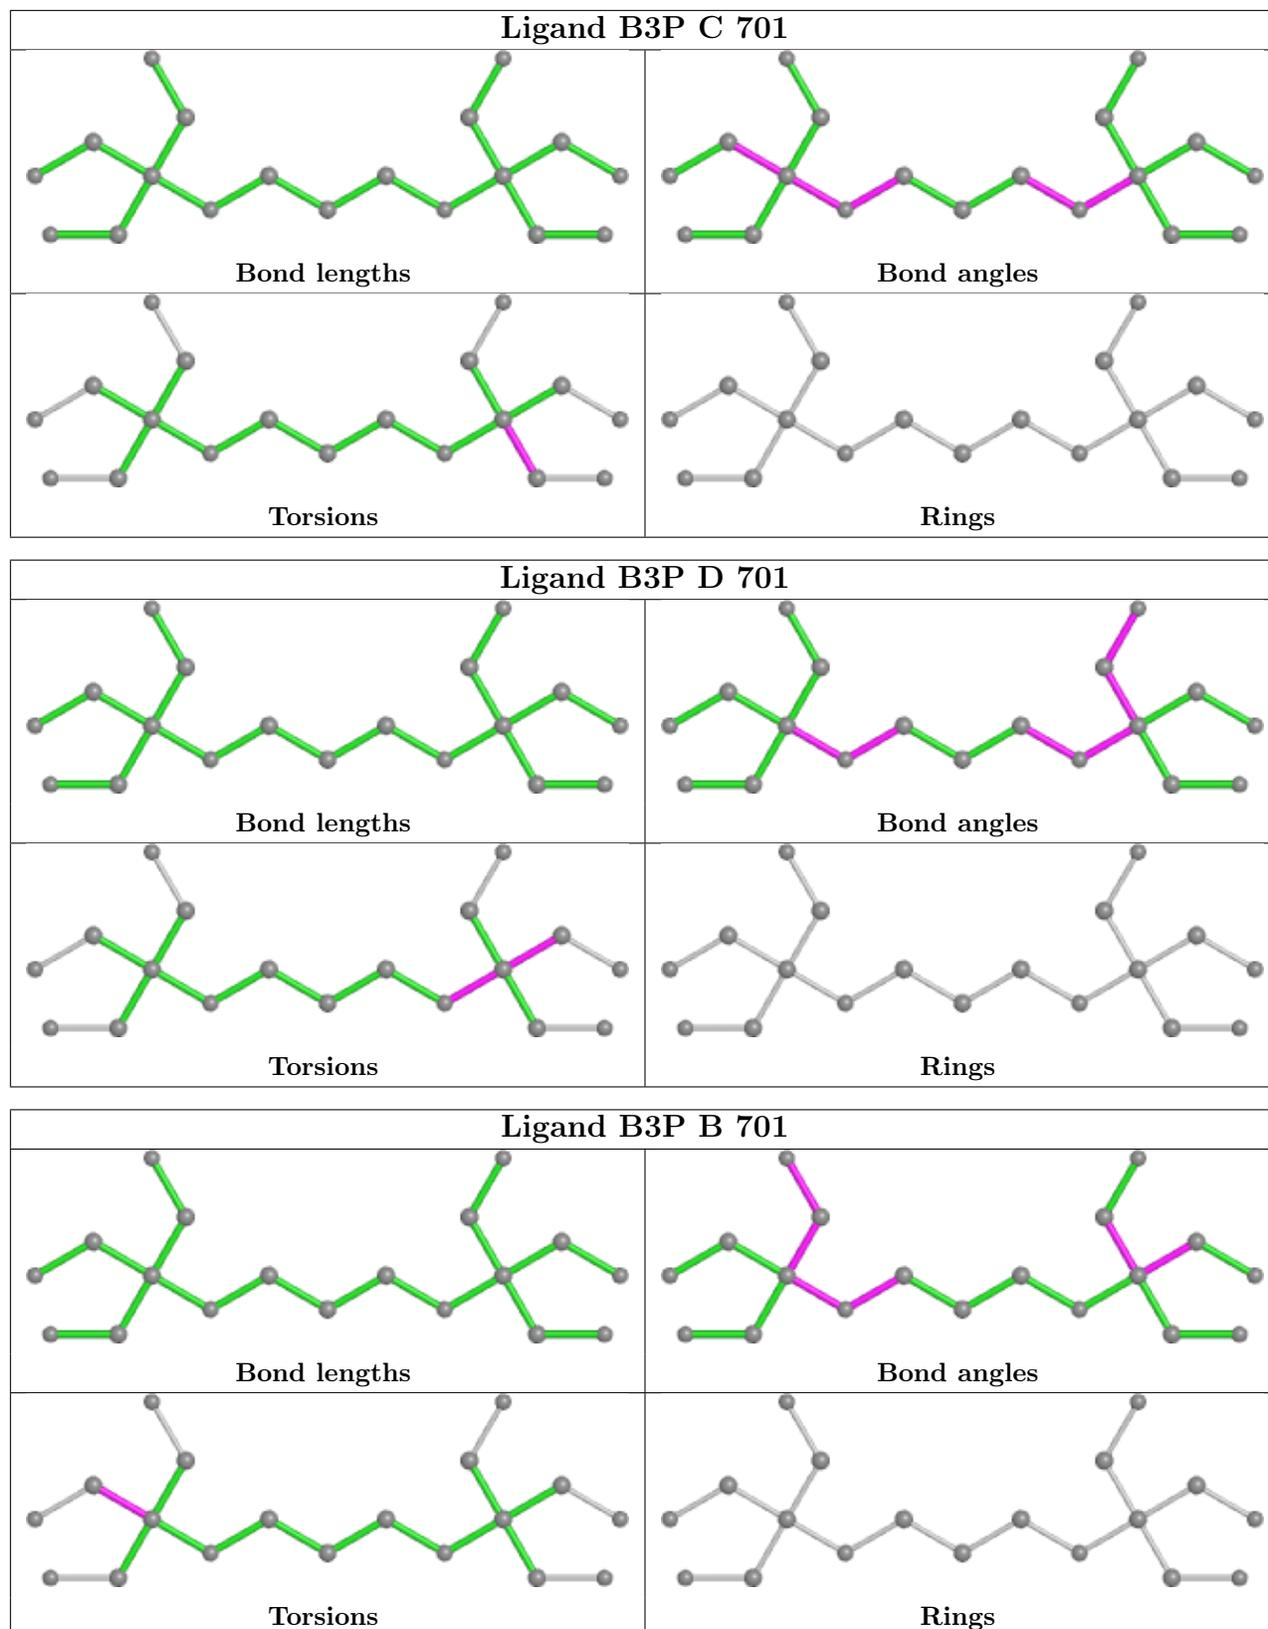 Ligand B3P C 701
Bond lengths
Bond angles
Torsions
Rings
Ligand B3P D 701
Bond lengths
Bond angles
Torsions
Rings
Ligand B3P B 701
Bond lengths
Bond angles
Torsions
Rings